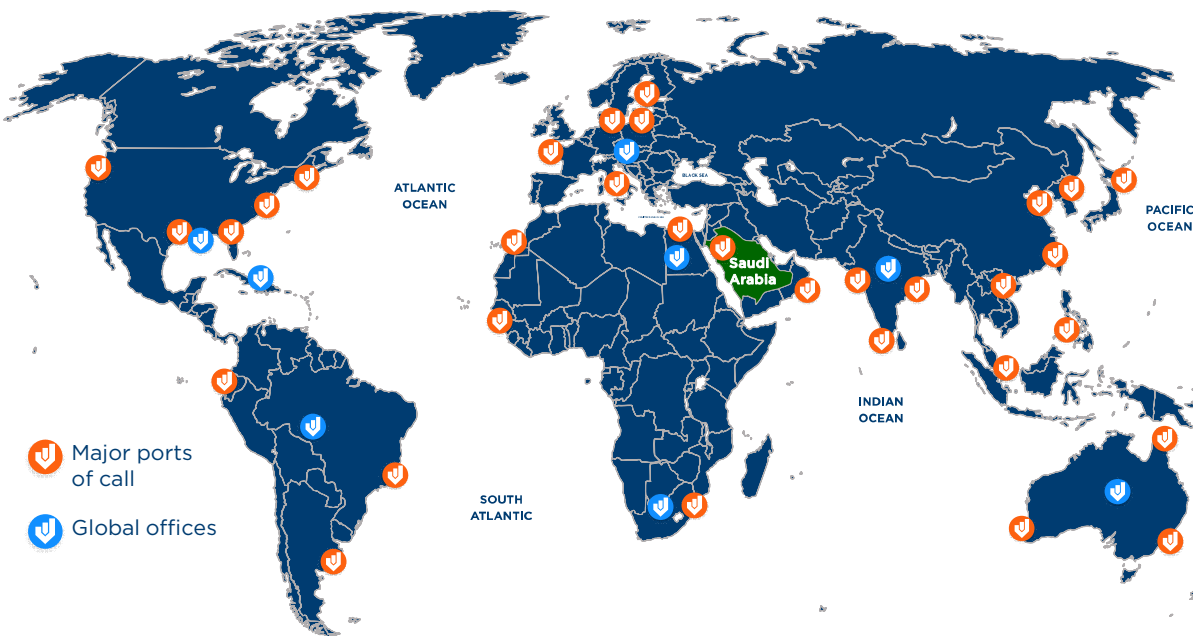 ATLANTIC
OCEAN
BLACK SEA
PACIFIC
OCEAN
Saudi
Arabia
INDIAN
OCEAN
Major ports
of call
SOUTH
ATLANTIC
Global offices